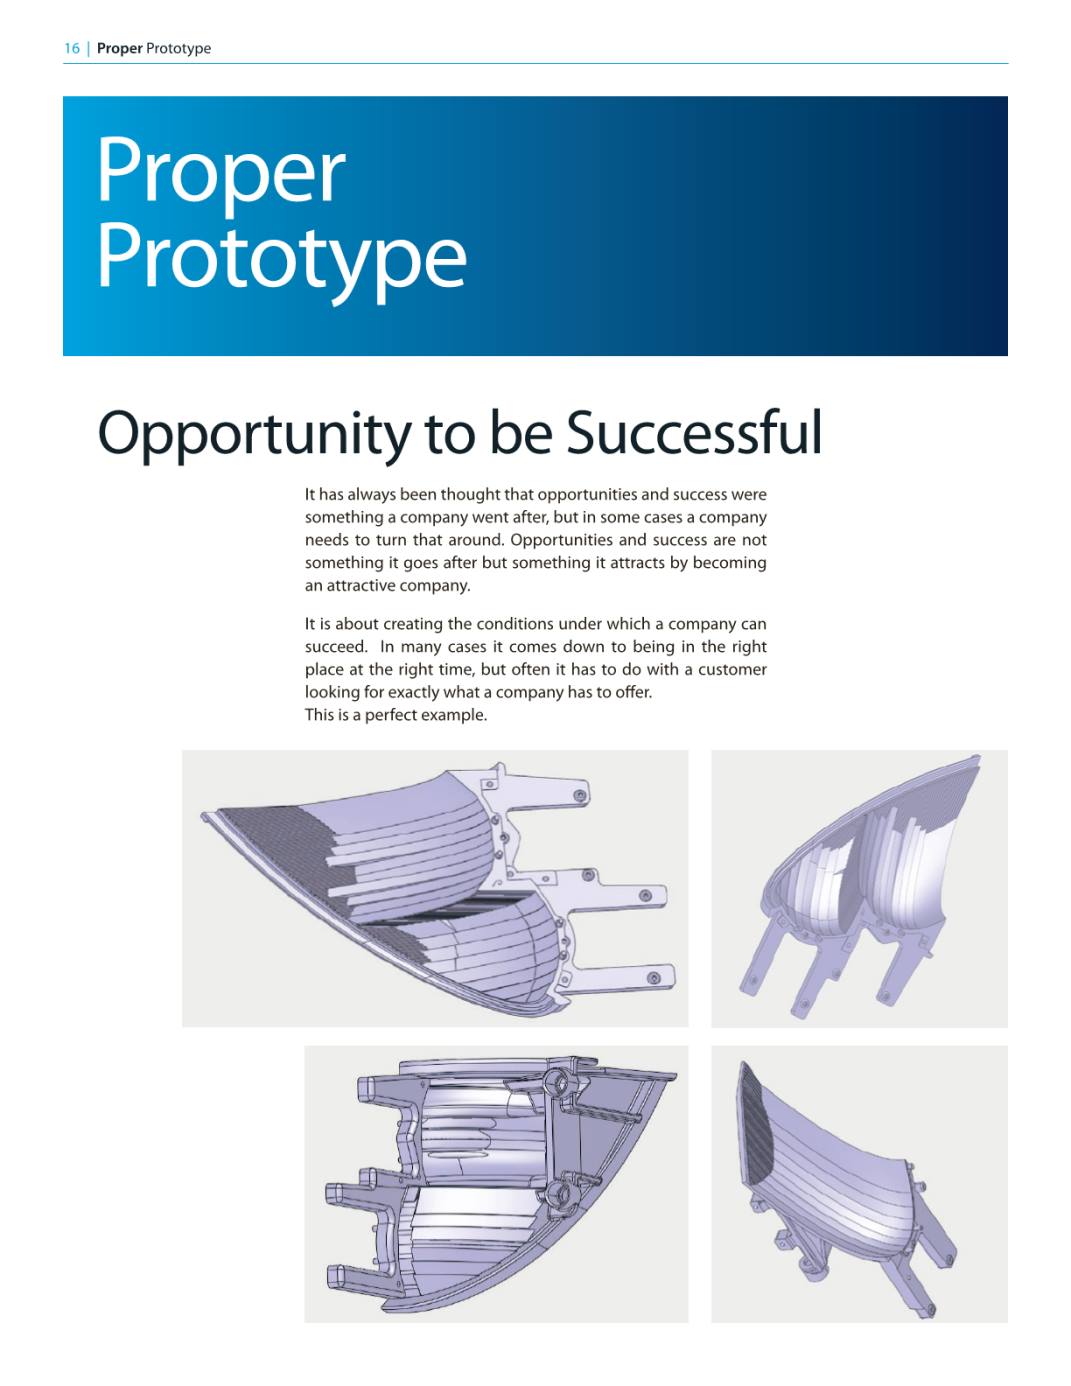 16 | Proper Prototype
Proper
Prototype
Opportunity to be Successful
It has always been thought that opportunities and success were
something a company went after, but in some cases a company
needs to turn that around. Opportunities and success are not
something it goes after but something it attracts by becoming
an attractive company.
It is about creating the conditions under which a company can
succeed.  In many cases it comes down to being in the right
place at the right time, but often it has to do with a customer
looking for exactly what a company has to offer.
This is a perfect example.